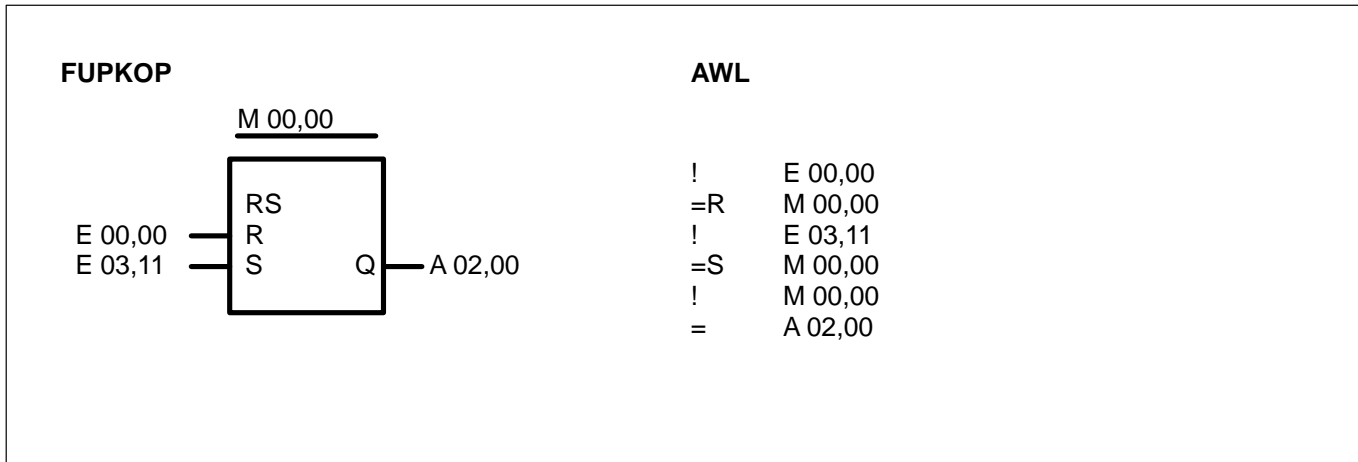 FUPKOP
M 00,00
RS
E 00,00 R
E 03,11 S Q A 02,00
AWL
! E 00,00
=R M 00,00
! E 03,11
=S M 00,00
! M 00,00
= A 02,00